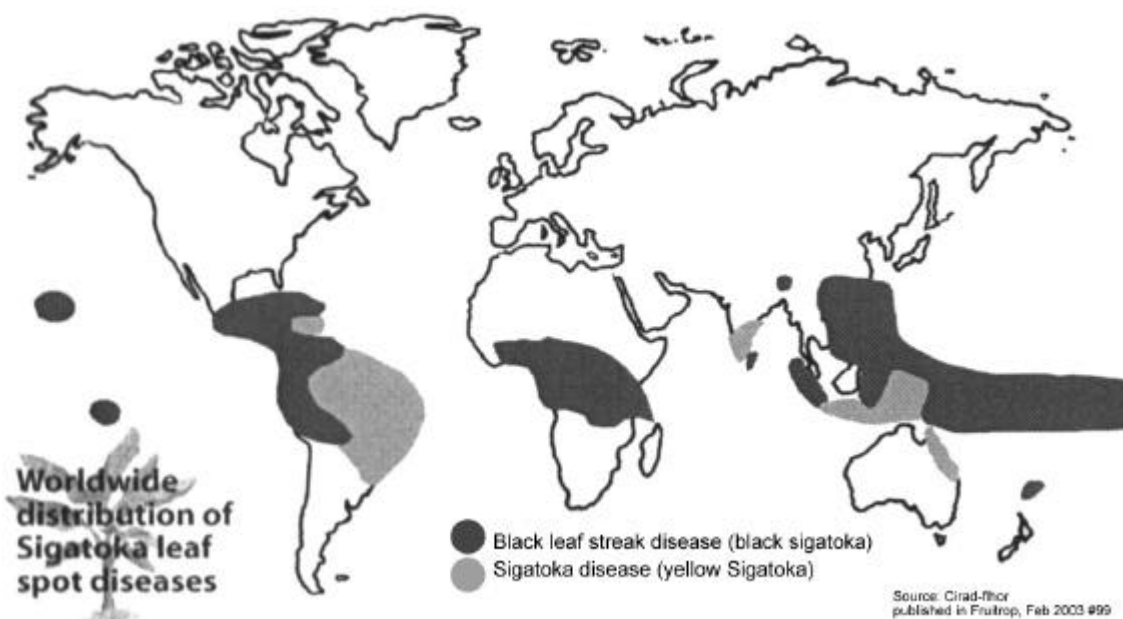 Worldwide
distribution of
Sigatoka leaf
spot diseases
Black leaf streak disease (black sigatoka)
Sigatoka disease (yellow Sigatoka)
Source: Cirad-flhor
published in Fruitrop, Feb 2003 #99